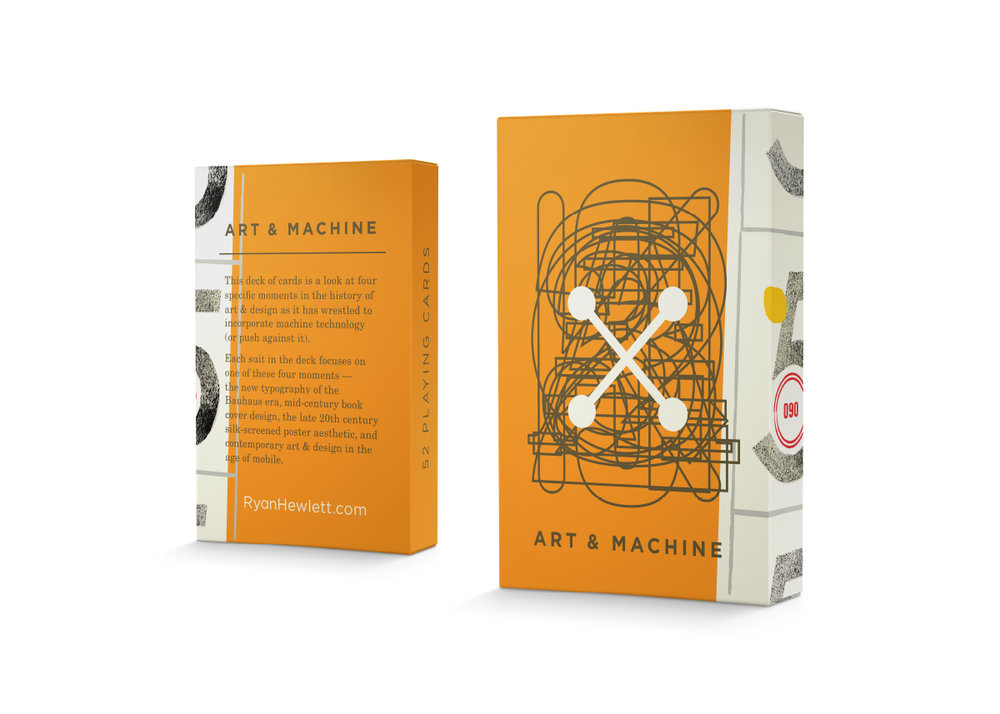 ART & MACHINE
This deck of cards is a look at four
specific moments in the history of
art & design as it has wrestled to
incorporate machine technology
(or push against it).
Each suit in the deck focuses on
one of these four moments —
the new typography of the
Bauhaus era, mid-century book
cover design, the late 20th century
silk-screened poster aesthetic, and
contemporary art & design in the
age of mobile.
RyanHewlett.com
52 PLAYING CARDS
ART & MACHINE
5
090